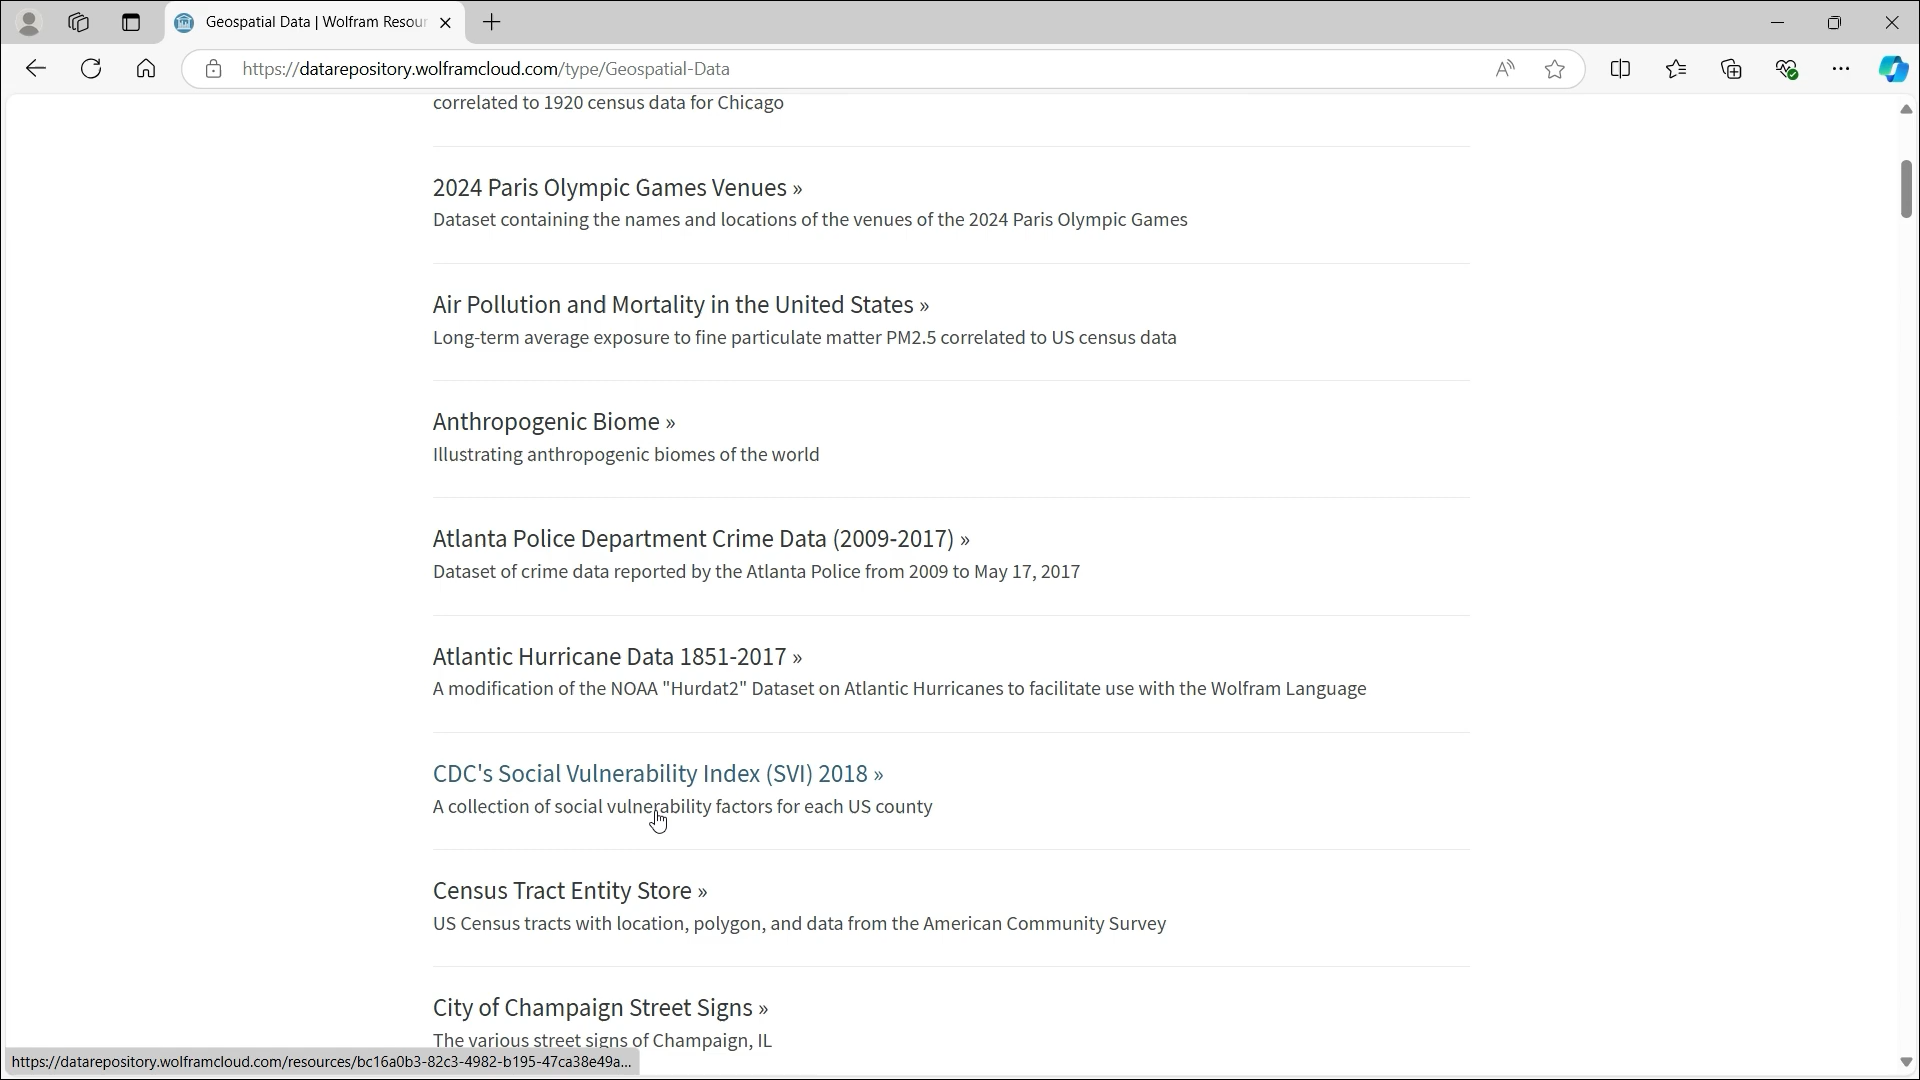 Geospatial Data | Wolfram Resour
https://datarepository.wolframcloud.com/type/Geospatial-Data
correlated to 1920 census data for Chicago
2024 Paris Olympic Games Venues »
Dataset containing the names and locations of the venues of the 2024 Paris Olympic Games
Air Pollution and Mortality in the United States »
Long-term average exposure to fine particulate matter PM2.5 correlated to US census data
Anthropogenic Biome »
Illustrating anthropogenic biomes of the world
Atlanta Police Department Crime Data (2009-2017) »
Dataset of crime data reported by the Atlanta Police from 2009 to May 17, 2017
Atlantic Hurricane Data 1851-2017 »
A modification of the NOAA "Hurdat2" Dataset on Atlantic Hurricanes to facilitate use with the Wolfram Language
CDC's Social Vulnerability Index (SVI) 2018 »
A collection of social vulnerability factors for each US county
Census Tract Entity Store »
US Census tracts with location, polygon, and data from the American Community Survey
City of Champaign Street Signs »
The various street signs of Champaign, IL
https://datarepository.wolframcloud.com/resources/bc16a0b3-82c3-4982-b195-47ca38e49a...